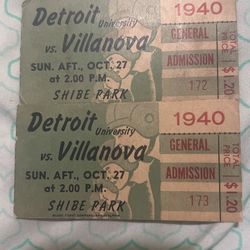 Detroit 1940
University
vs. Villanova GENERAL
SUN. AFT., OCT. 27 ADMISSION
at 2.00 P.M. 172
SHIBE PARK
TOTAL PRICE $1.20
Detroit 1940
University
vs. Villanova GENERAL
SUN. AFT., OCT. 27 ADMISSION
at 2.00 P.M. 173
SHIBE PARK
TOTAL PRICE $1.20